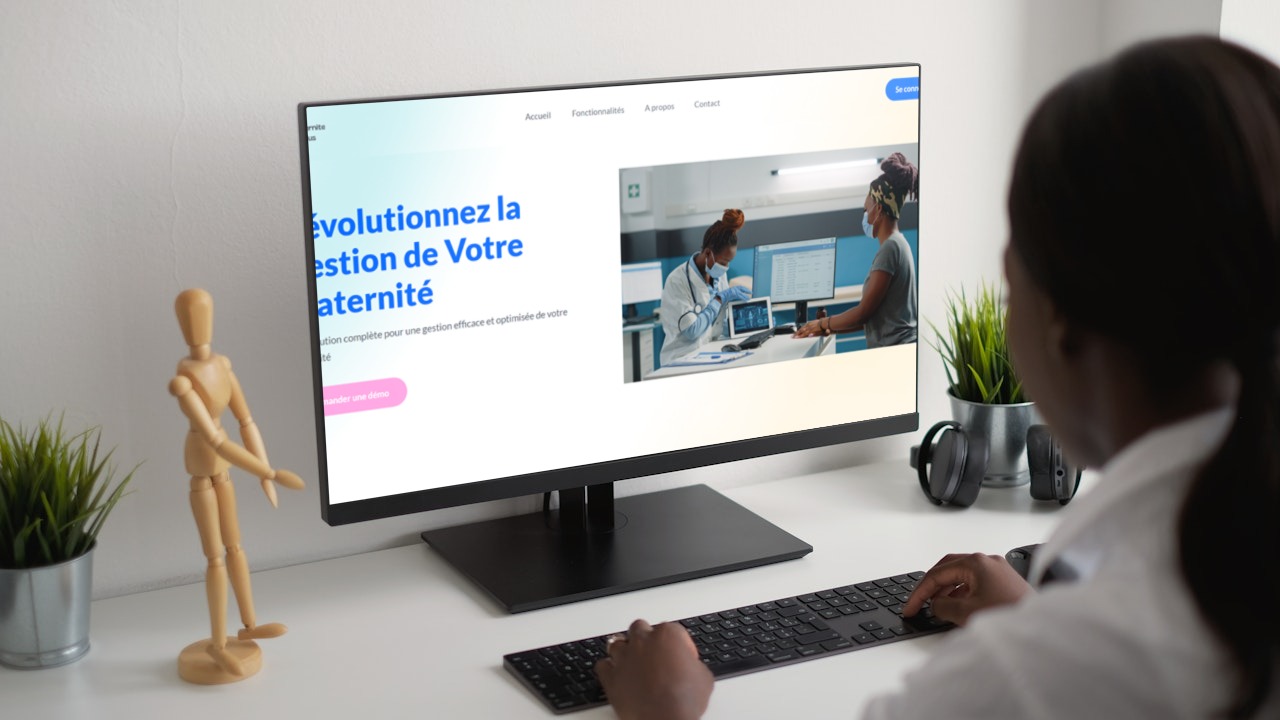 ernite
us
Accueil Fonctionnalités A propos Contact
Se conn
évolutionnez la
estion de Votre
aternité
ution complète pour une gestion efficace et optimisée de votre
ité
mander une démo